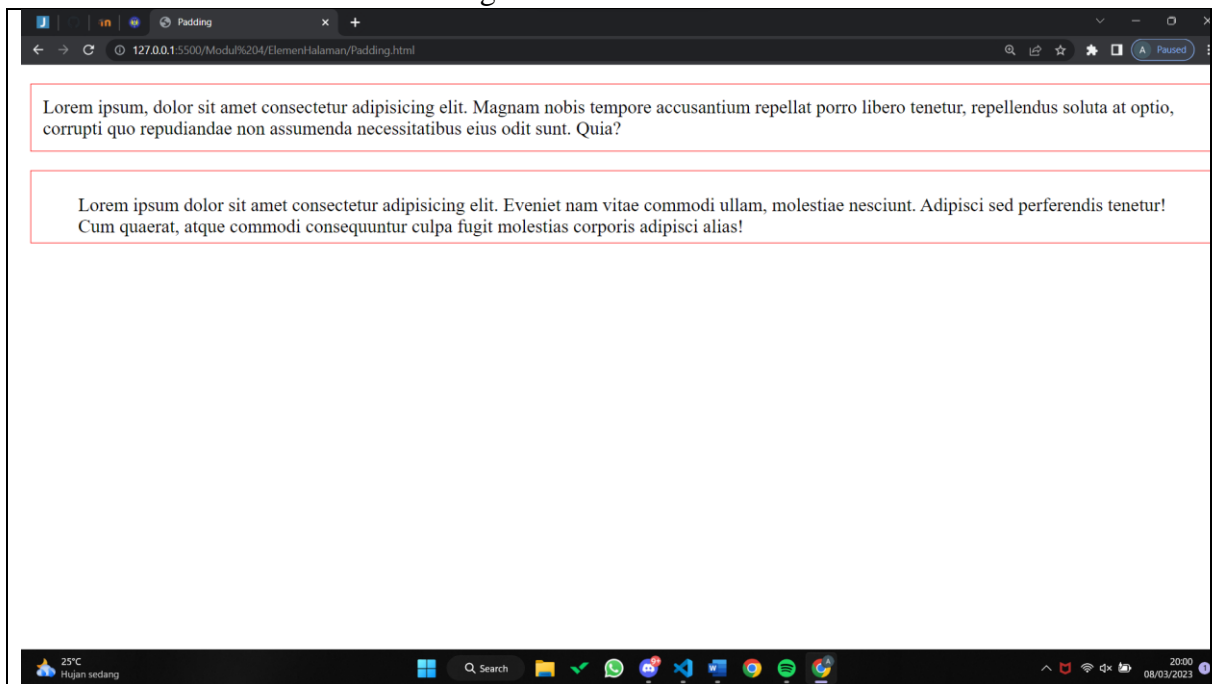 g
J in Padding × +
127.0.0.1:5500/Modul%204/ElemenHalaman/Padding.html A Paused
Lorem ipsum, dolor sit amet consectetur adipisicing elit. Magnam nobis tempore accusantium repellat porro libero tenetur, repellendus soluta at optio,
corrupti quo repudiandae non assumenda necessitatibus eius odit sunt. Quia?
Lorem ipsum dolor sit amet consectetur adipisicing elit. Eveniet nam vitae commodi ullam, molestiae nesciunt. Adipisci sed perferendis tenetur!
Cum quaerat, atque commodi consequuntur culpa fugit molestias corporis adipisci alias!
25°C
Hujan sedang
Search
20:00
08/03/2023
1